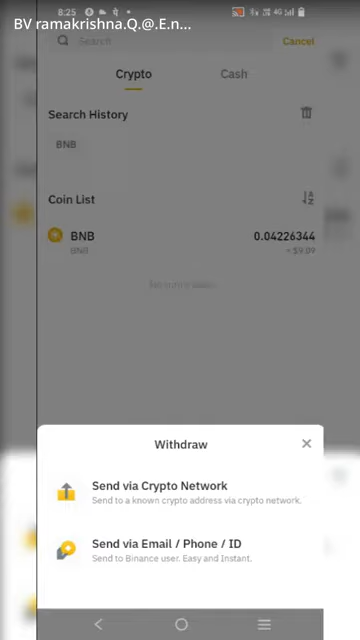 8:25
BV ramakrishna.Q.@.E.n...
4G
Search
Cancel
Crypto
Cash
Search History
BNB
Coin List
BNB
0.04226344
BNB
≈ $9.09
Withdraw
Send via Crypto Network
Send to a known crypto address via crypto network.
Send via Email / Phone / ID
Send to Binance user. Easy and Instant.